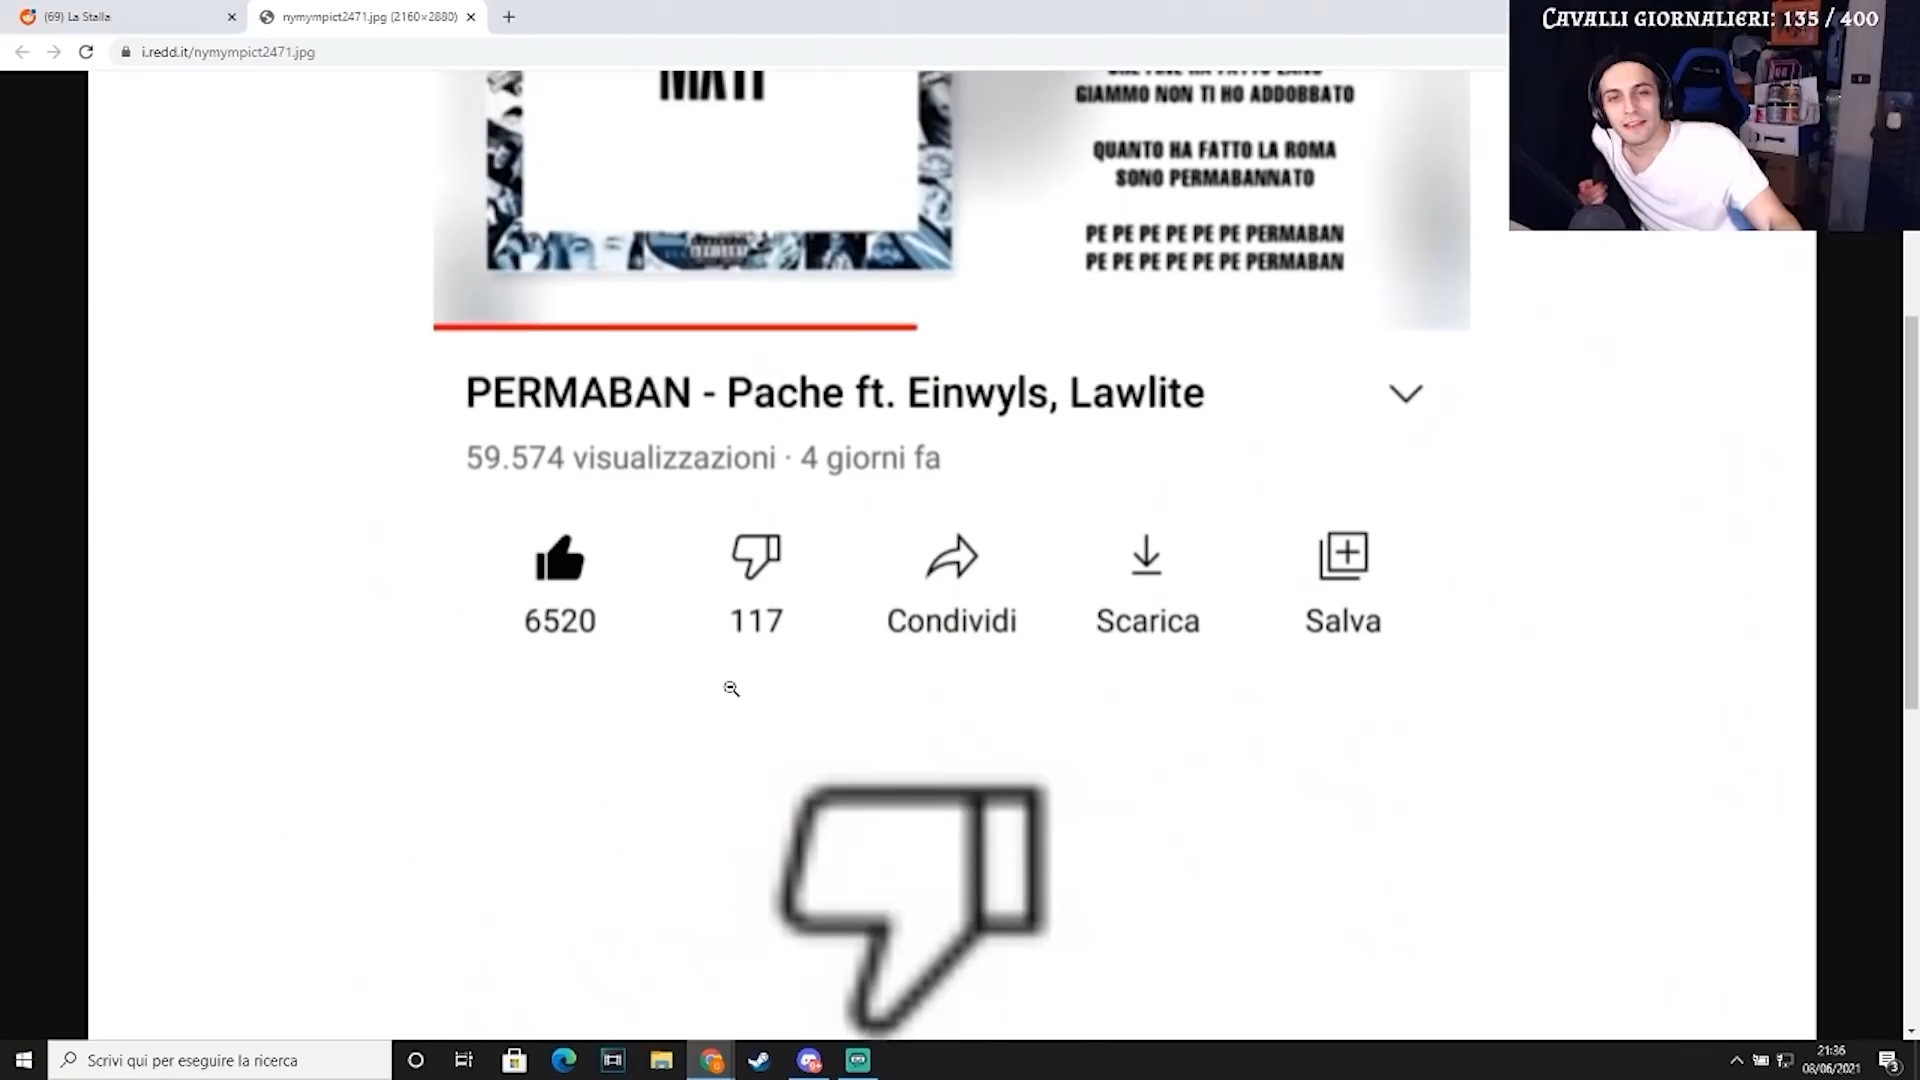 (69) La Stalla
nymympict2471.jpg (2160×2880)
i.redd.it/nymympict2471.jpg
CAVALLI GIORNALIERI: 135 / 400
GIAMMO NON TI HO ADDOBBATO
QUANTO HA FATTO LA ROMA
SONO PERMABANNATO
PE PE PE PE PE PE PERMABAN
PE PE PE PE PE PE PERMABAN
PERMABAN - Pache ft. Einwyls, Lawlite
59.574 visualizzazioni · 4 giorni fa
6520
117
Condividi
Scarica
Salva
Scrivi qui per eseguire la ricerca
21:36
08/06/2021
3